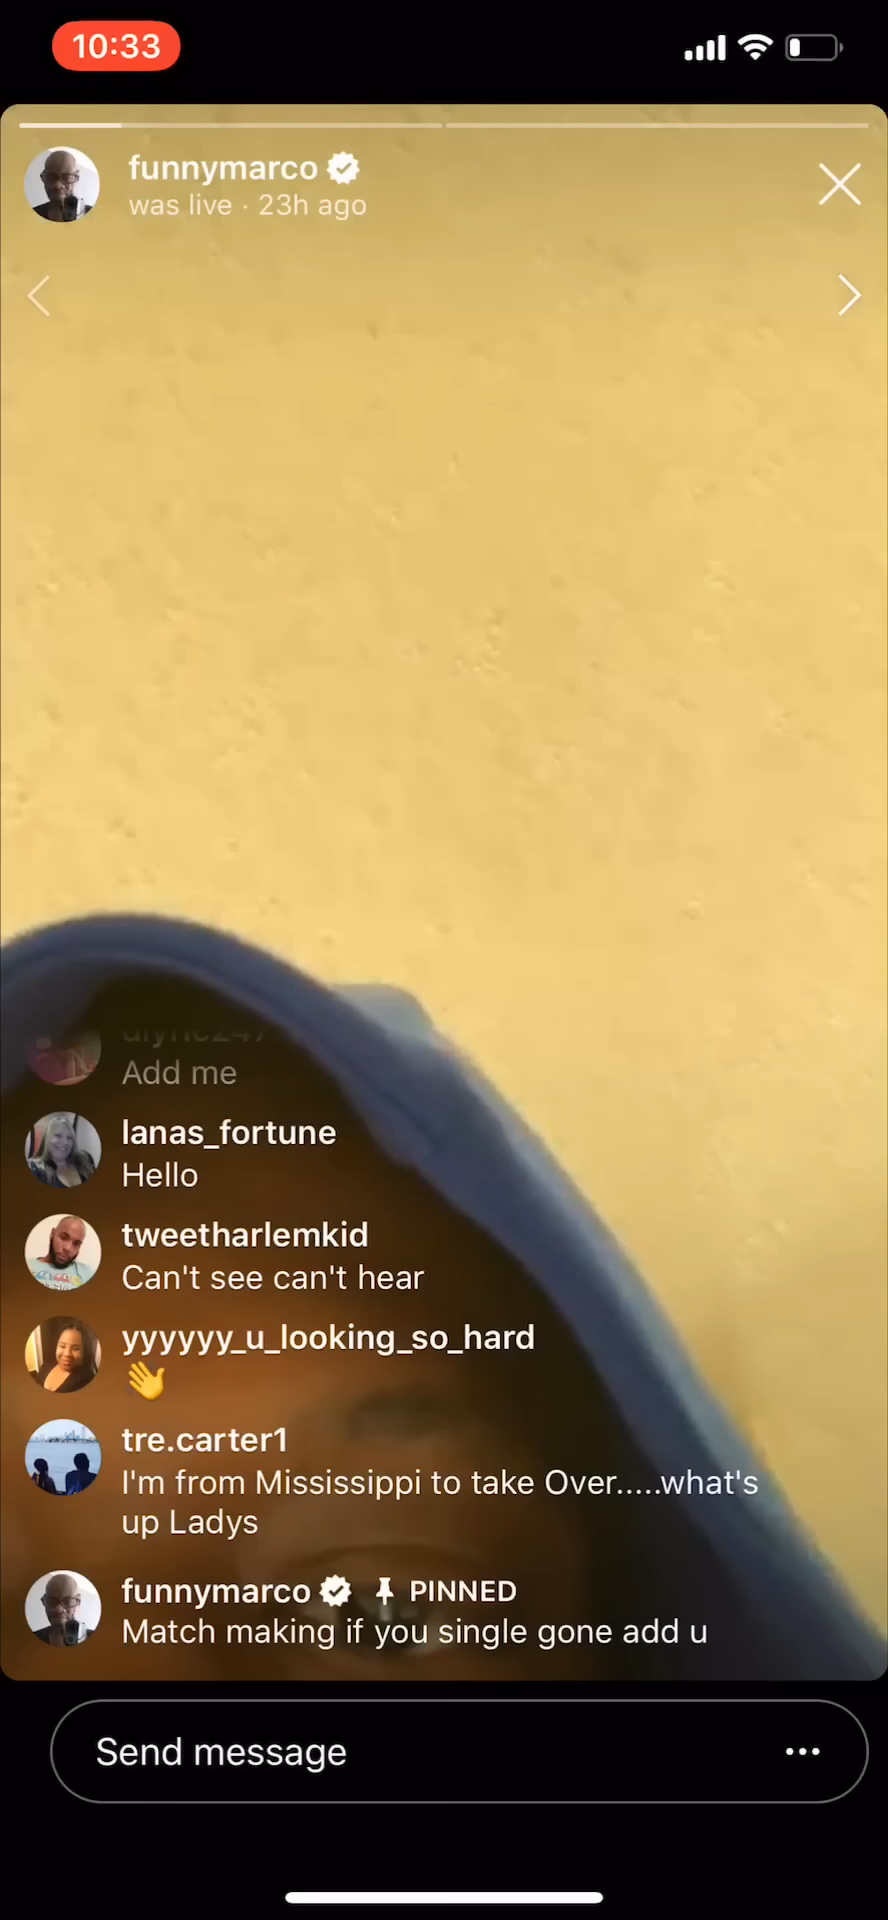 10:33
funnymarco
was live · 23h ago
Add me
lanas_fortune
Hello
tweetharlemkid
Can't see can't hear
yyyyyy_u_looking_so_hard
👋
tre.carter1
I'm from Mississippi to take Over.....what's
up Ladys
funnymarco PINNED
Match making if you single gone add u
Send message